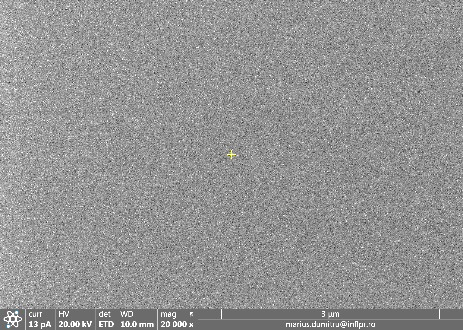 curr HV det WD mag 3 µm
13 pA 20.00 kV ETD 10.0 mm 20 000 x marius.dumitru@inflpr.ro